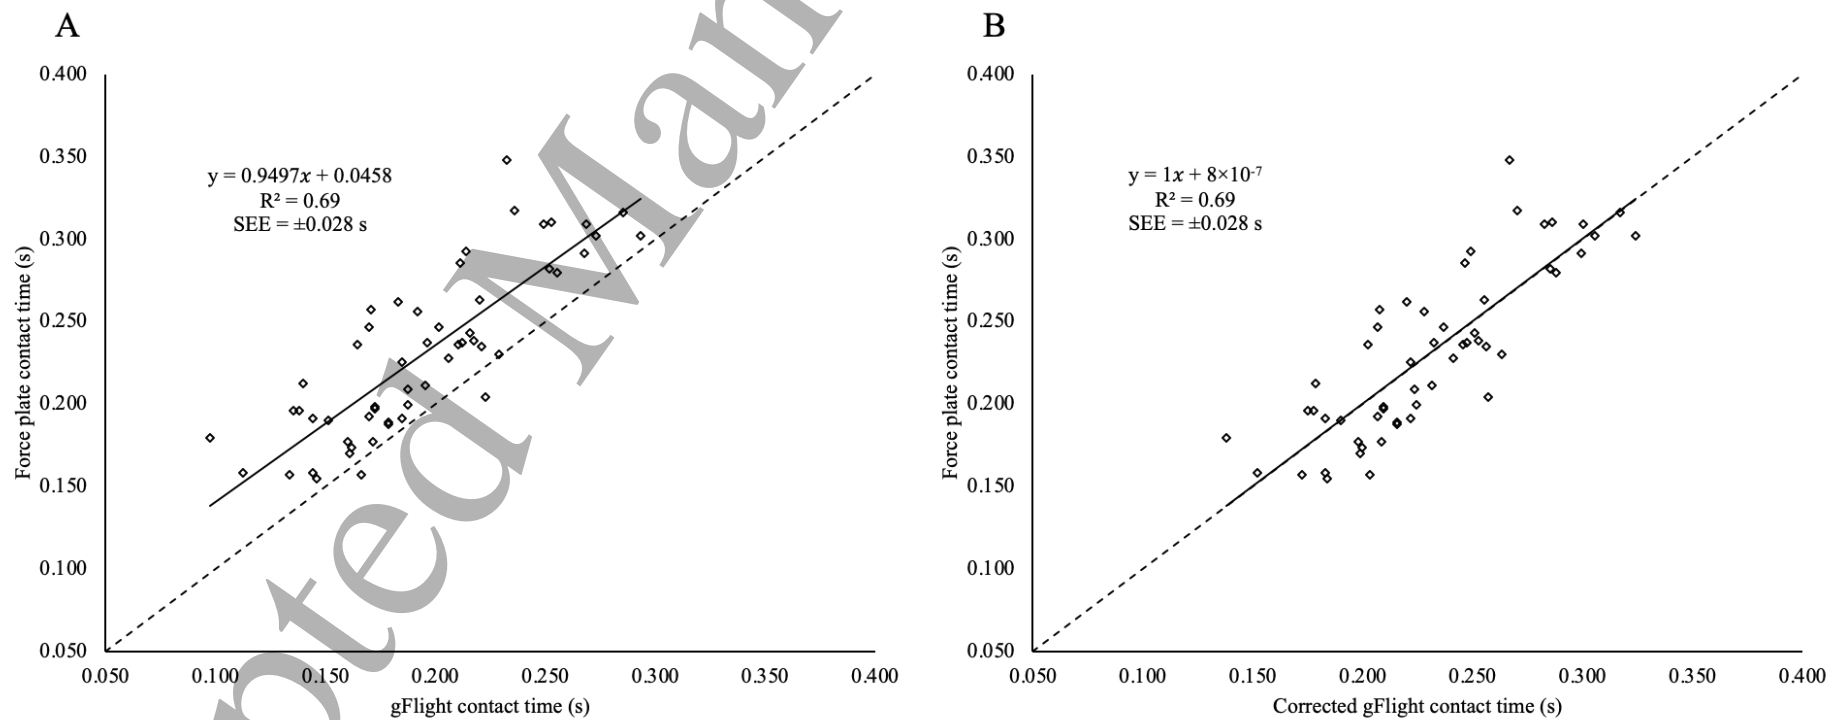 A
0.400
0.350
0.300
0.250
0.200
0.150
0.100
0.050
Force plate contact time (s)
y = 0.9497x + 0.0458
R² = 0.69
SEE = ±0.028 s
0.050 0.100 0.150 0.200 0.250 0.300 0.350 0.400
gFlight contact time (s)
B
0.400
0.350
0.300
0.250
0.200
0.150
0.100
0.050
Force plate contact time (s)
y = 1x + 8×10⁻⁷
R² = 0.69
SEE = ±0.028 s
0.050 0.100 0.150 0.200 0.250 0.300 0.350 0.400
Corrected gFlight contact time (s)
pted Man